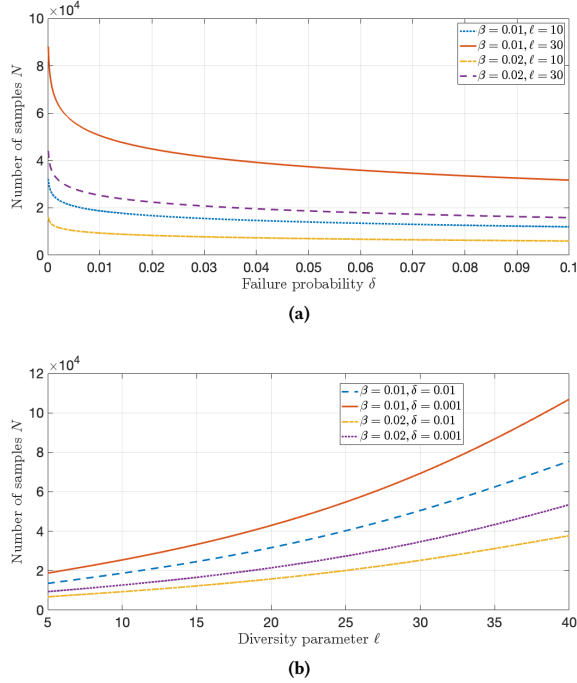 ×10⁴
10
8
6
4
2
0
Number of samples N
β = 0.01, ℓ = 10
β = 0.01, ℓ = 30
β = 0.02, ℓ = 10
β = 0.02, ℓ = 30
0 0.01 0.02 0.03 0.04 0.05 0.06 0.07 0.08 0.09 0.1
Failure probability δ
(a)
×10⁴
12
10
8
6
4
2
0
Number of samples N
β = 0.01, δ = 0.01
β = 0.01, δ = 0.001
β = 0.02, δ = 0.01
β = 0.02, δ = 0.001
5 10 15 20 25 30 35 40
Diversity parameter ℓ
(b)